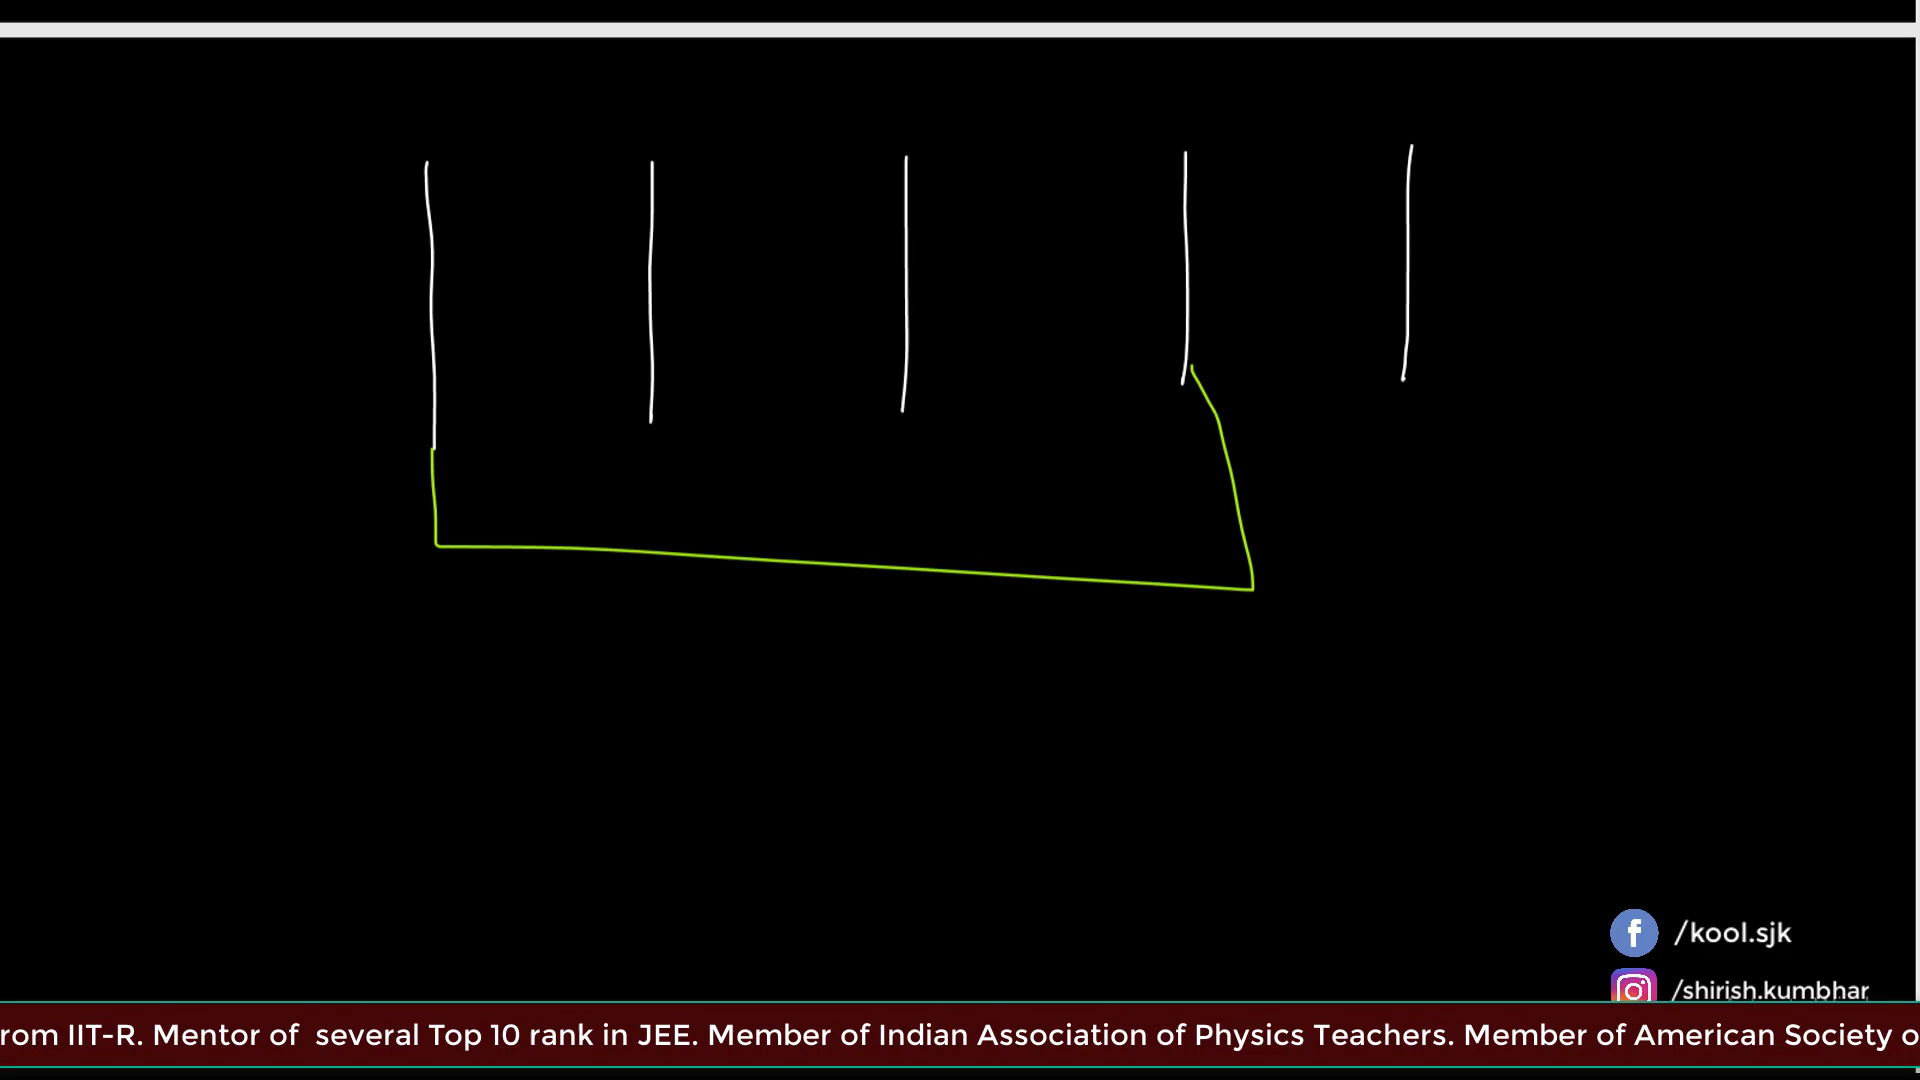 /kool.sjk
/shirish.kumbhar
rom IIT-R. Mentor of several Top 10 rank in JEE. Member of Indian Association of Physics Teachers. Member of American Society o